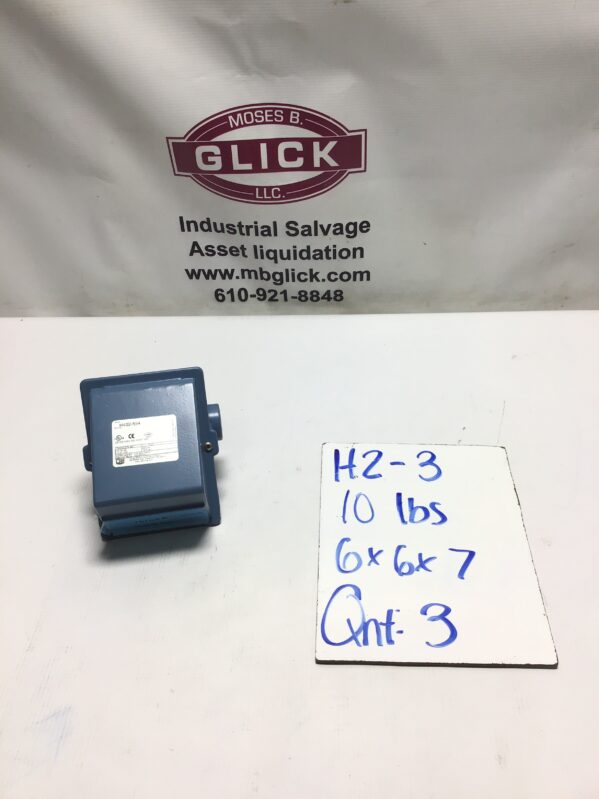 MOSES B.
GLICK
LLC.
Industrial Salvage
Asset liquidation
www.mbglick.com
610-921-8848
H2-3
10 lbs
6x6x7
Qnt. 3
CE